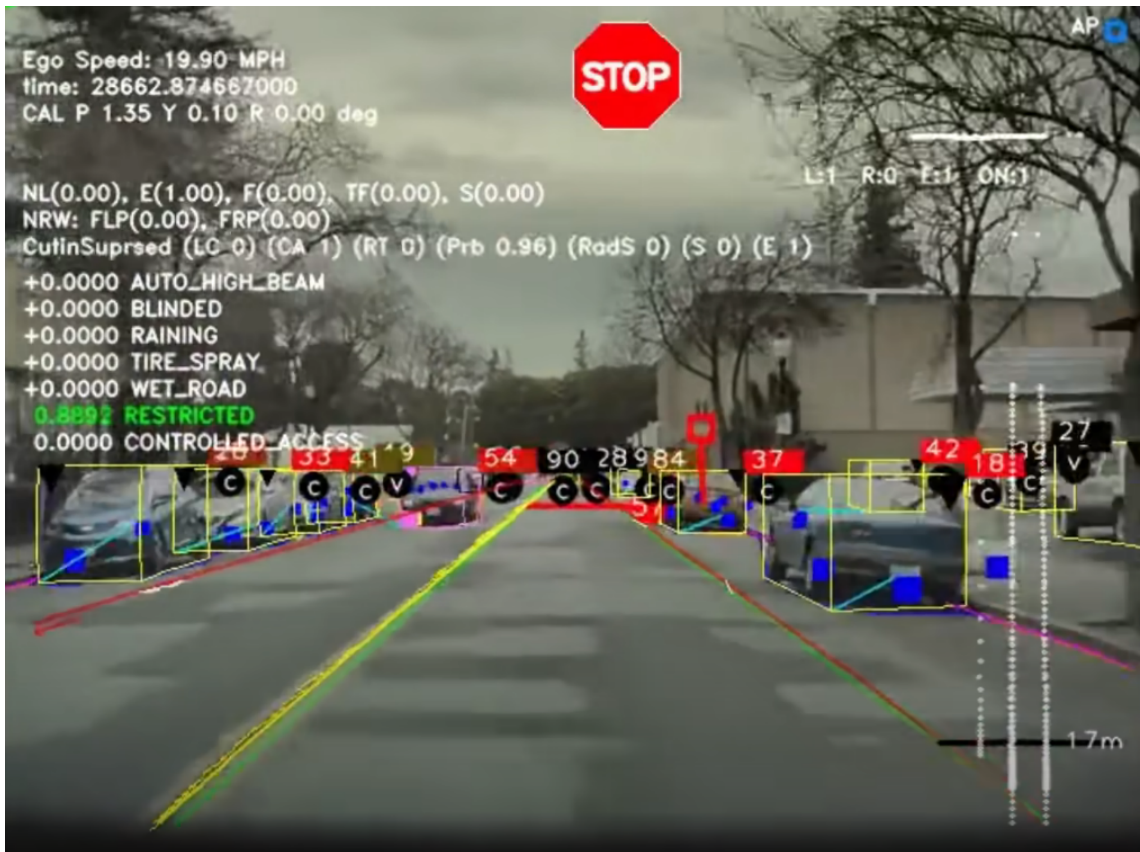 AP
STOP
Ego Speed: 19.90 MPH
time: 28662.874667000
CAL P 1.35 Y 0.10 R 0.00 deg
L:1 R:0 E:1 ON:1
NL(0.00), E(1.00), F(0.00), TF(0.00), S(0.00)
NRW: FLP(0.00), FRP(0.00)
CutinSuprsed (LC 0) (CA 1) (RT 0) (Prb 0.96) (RadS 0) (S 0) (E 1)
+0.0000 AUTO_HIGH_BEAM
+0.0000 BLINDED
+0.0000 RAINING
+0.0000 TIRE_SPRAY
+0.0000 WET_ROAD
0.8892 RESTRICTED
0.0000 CONTROLLED_ACCESS
33 41 19 54 90 28 9 84 37 42 18 39 27
C C C V C C C C C C C C V
57
17m